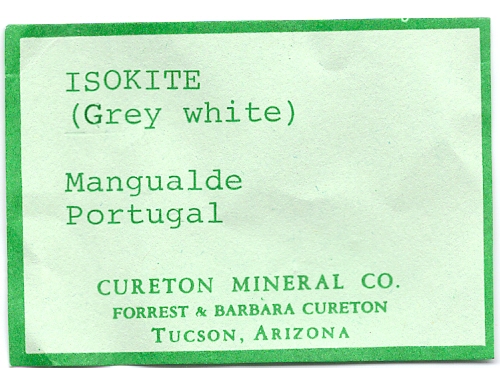 ISOKITE
(Grey white)
Mangualde
Portugal
CURETON MINERAL CO.
FORREST & BARBARA CURETON
TUCSON, ARIZONA